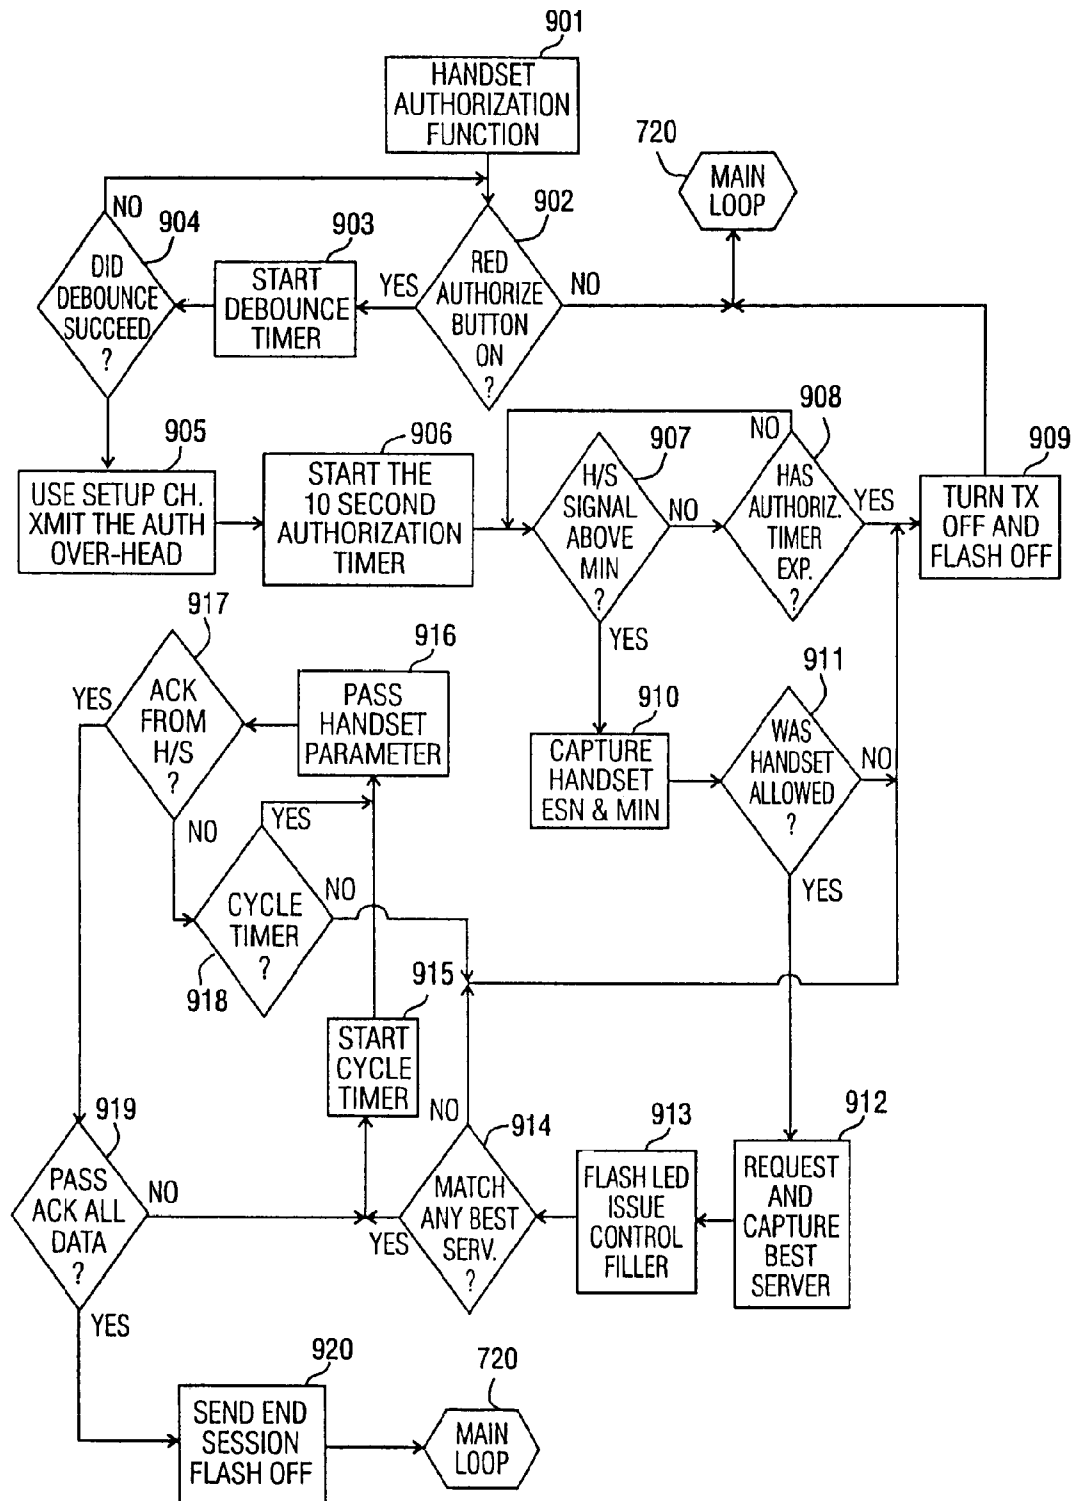 901
HANDSET
AUTHORIZATION
FUNCTION
720
MAIN
LOOP
NO
904
DID
DEBOUNCE
SUCCEED
?
903
START
DEBOUNCE
TIMER
YES
902
RED
AUTHORIZE
BUTTON
ON
?
NO
905
USE SETUP CH.
XMIT THE AUTH
OVER-HEAD
906
START THE
10 SECOND
AUTHORIZATION
TIMER
907
H/S
SIGNAL
ABOVE
MIN
?
NO
YES
908
NO
HAS
AUTHORIZ.
TIMER
EXP.
?
YES
909
TURN TX
OFF AND
FLASH OFF
917
YES
ACK
FROM
H/S
?
NO
916
PASS
HANDSET
PARAMETER
910
CAPTURE
HANDSET
ESN & MIN
911
WAS
HANDSET
ALLOWED
?
NO
YES
YES
CYCLE
TIMER
?
NO
918
915
START
CYCLE
TIMER
919
PASS
ACK ALL
DATA
?
NO
YES
914
NO
MATCH
ANY BEST
SERV.
?
YES
913
FLASH LED
ISSUE
CONTROL
FILLER
912
REQUEST
AND
CAPTURE
BEST
SERVER
920
SEND END
SESSION
FLASH OFF
720
MAIN
LOOP